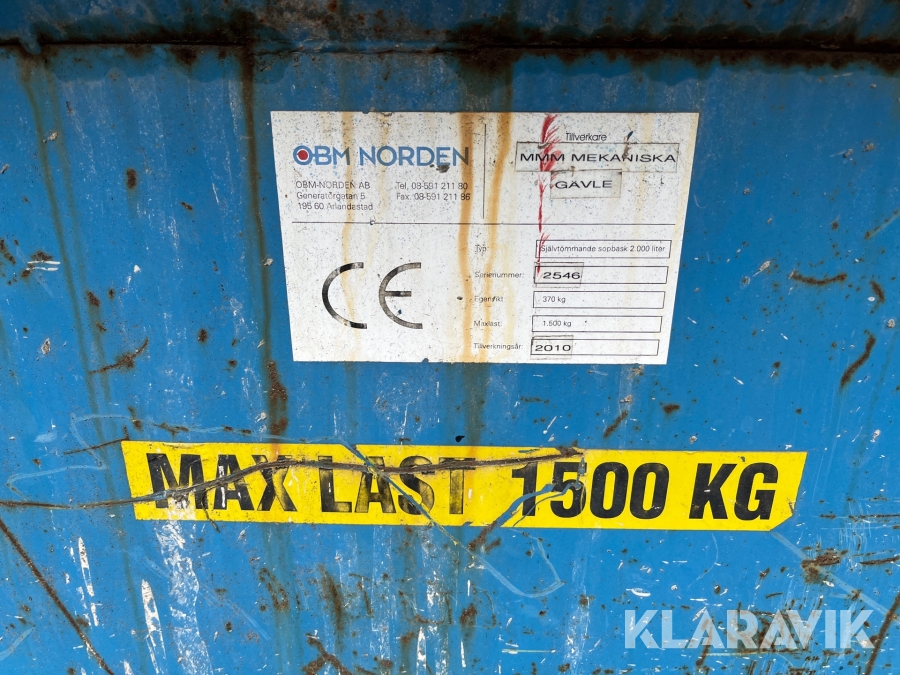 OBM NORDEN
OBM-NORDEN AB Tel. 08-591 211 80
Generatorgatan 5 Fax. 08-591 211 86
195 60 Arlandastad
Tillverkare
MMM MEKANISKA
GÄVLE
CE
Typ: Självtömmande sopbask 2.000 liter
Serienummer: 2546
Egenvikt 370 kg
Maxlast: 1.500 kg
Tillverkningsår: 2010
MAX LAST 1500 KG
KLARAVIK